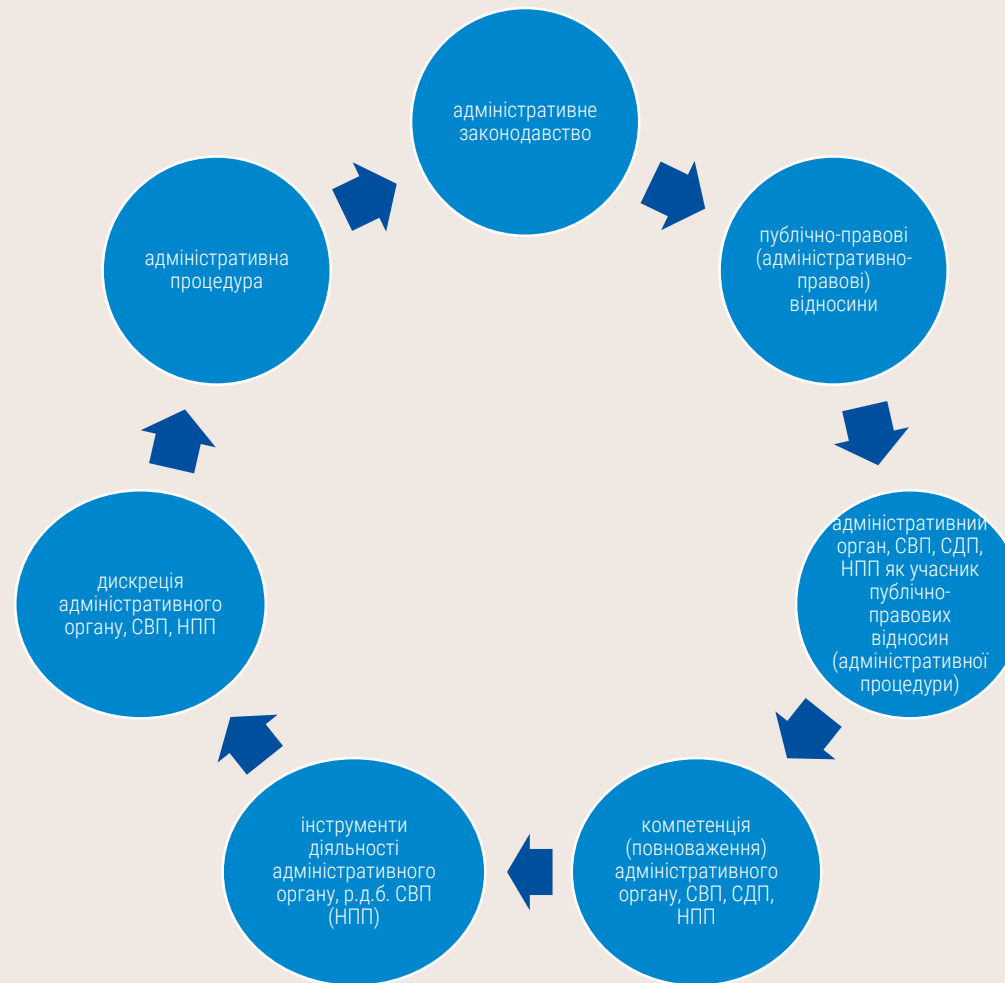 адміністративне
законодавство
публічно-правові
(адміністративно-
правові)
відносини
адміністративний
орган, СВП, СДП,
НПП як учасник
публічно-
правових
відносин
(адміністративної
процедури)
компетенція
(повноваження)
адміністративного
органу, СВП, СДП,
НПП
інструменти
діяльності
адміністративного
органу, р.д.б. СВП
(НПП)
дискреція
адміністративного
органу, СВП, НПП
адміністративна
процедура